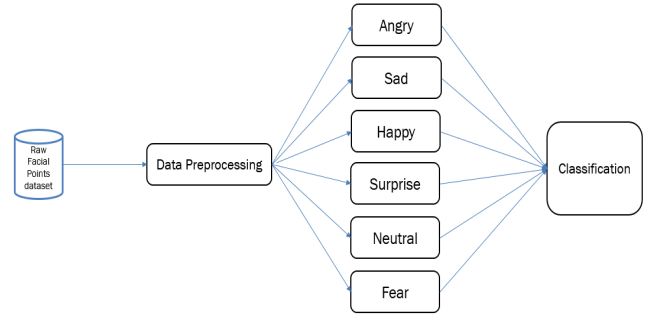 Raw
Facial
Points
dataset
Data Preprocessing
Angry
Sad
Happy
Surprise
Neutral
Fear
Classification